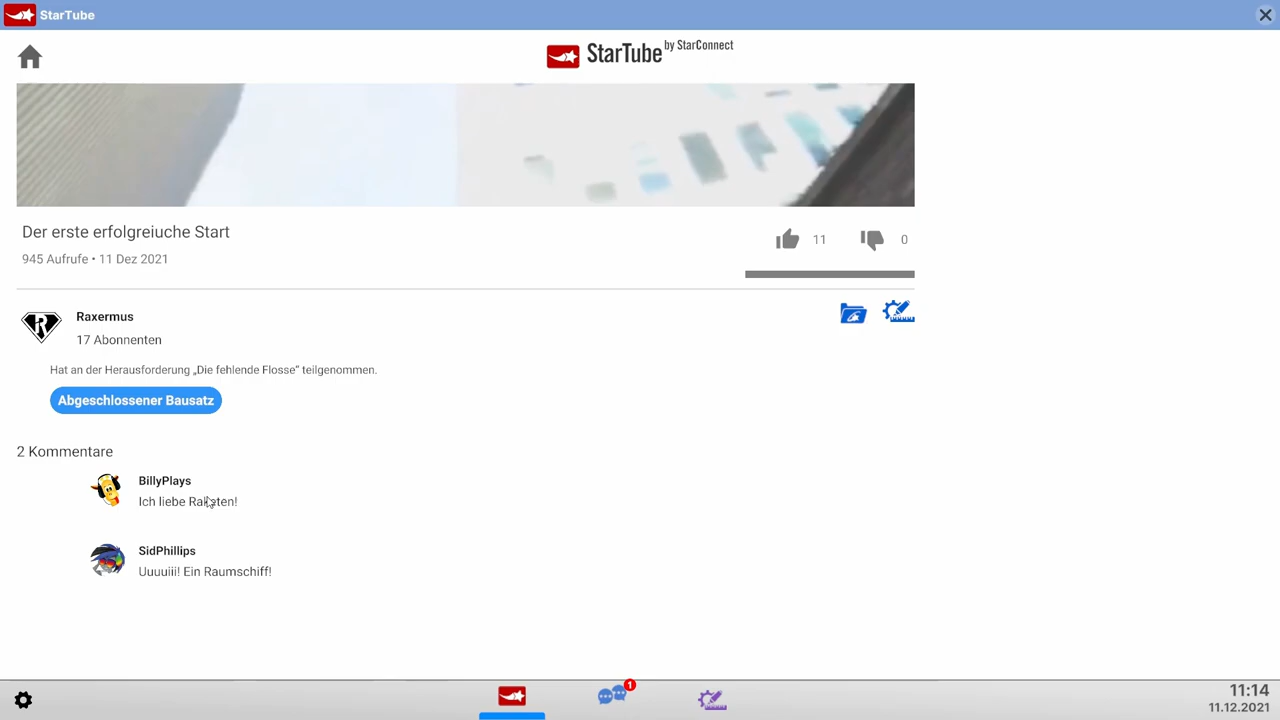 StarTube
StarTube by StarConnect
Der erste erfolgreiuche Start
945 Aufrufe • 11 Dez 2021
11
0
Raxermus
17 Abonnenten
Hat an der Herausforderung „Die fehlende Flosse“ teilgenommen.
Abgeschlossener Bausatz
2 Kommentare
BillyPlays
Ich liebe Raketen!
SidPhillips
Uuuuiii! Ein Raumschiff!
1
11:14
11.12.2021